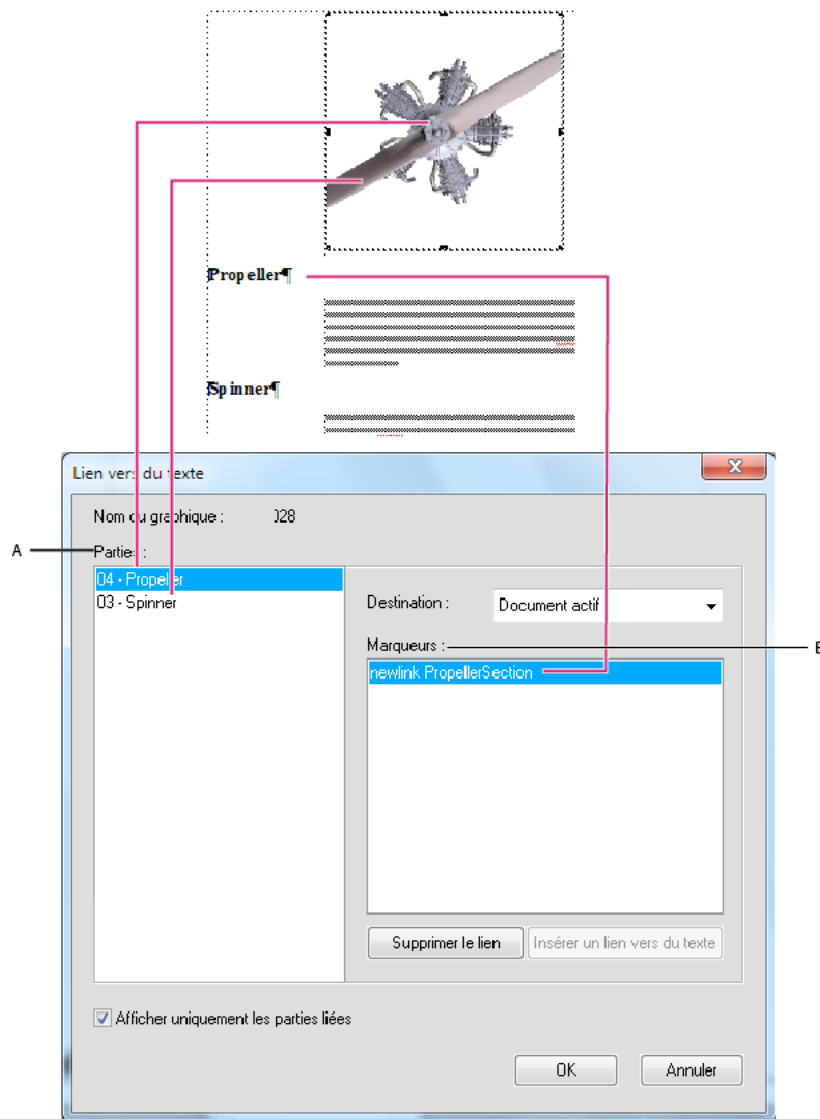 Propeller¶
Spinner¶
Lien vers du texte
Nom du graphique : 028
A
Parties :
04 - Propeller
03 - Spinner
Destination :
Document actif
Marqueurs :
B
newlink PropellerSection
Supprimer le lien
Insérer un lien vers du texte
Afficher uniquement les parties liées
OK
Annuler